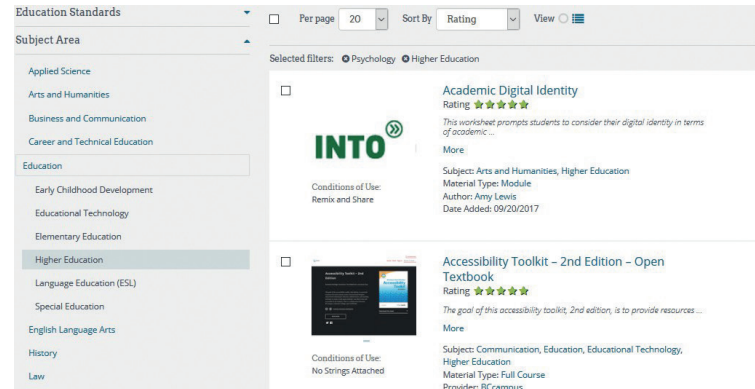 Education Standards
Subject Area
Applied Science
Arts and Humanities
Business and Communication
Career and Technical Education
Education
Early Childhood Development
Educational Technology
Elementary Education
Higher Education
Language Education (ESL)
Special Education
English Language Arts
History
Law
Per page 20 Sort By Rating View
Selected filters: Psychology Higher Education
INTO
Conditions of Use:
Remix and Share
Academic Digital Identity
Rating
This worksheet prompts students to consider their digital identity in terms
of academic ...
More
Subject: Arts and Humanities, Higher Education
Material Type: Module
Author: Amy Lewis
Date Added: 09/20/2017
Accessibility Toolkit - 2nd
Edition
Conditions of Use:
No Strings Attached
Accessibility Toolkit – 2nd Edition – Open
Textbook
Rating
The goal of this accessibility toolkit, 2nd edition, is to provide resources ...
More
Subject: Communication, Education, Educational Technology,
Higher Education
Material Type: Full Course
Provider: BCcampus